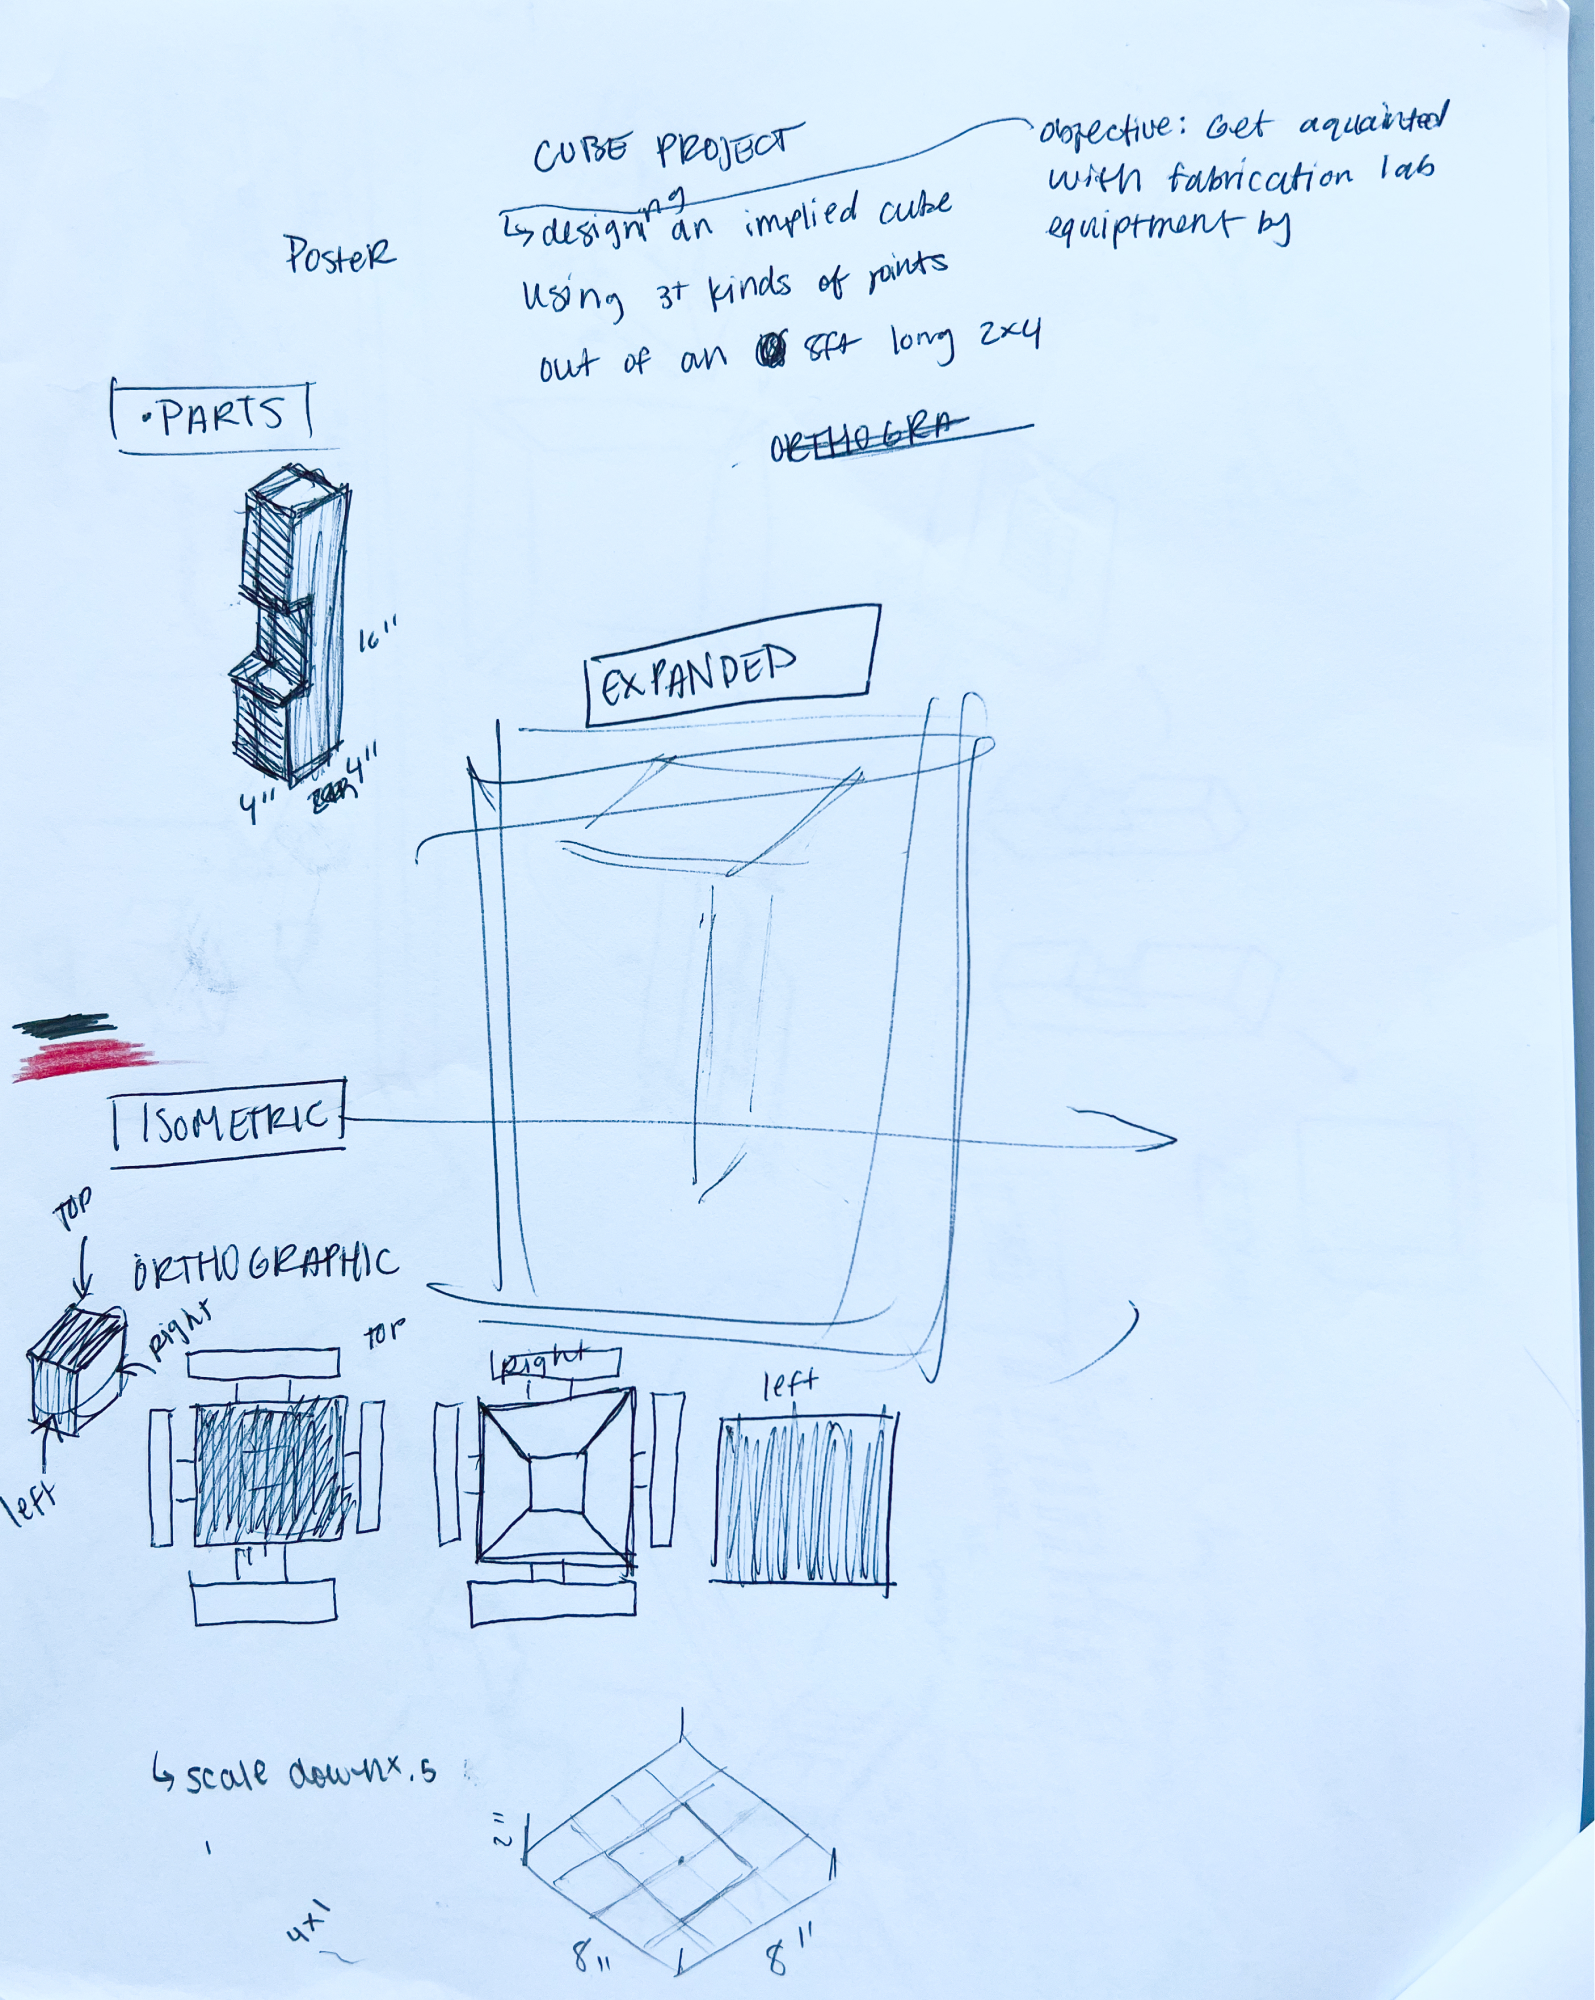 CUBE PROJECT
objective: Get aquainted
with fabrication lab
equiptment by
↳ designing an implied cube
using 3+ kinds of joints
out of an 8ft long 2x4
POSTER
ORTHOGRA
• PARTS
16"
4"
4"
EXPANDED
ISOMETRIC
TOP
ORTHOGRAPHIC
right
left
top
right
left
↳ scale down x.5
2"
8"
8"
4x1